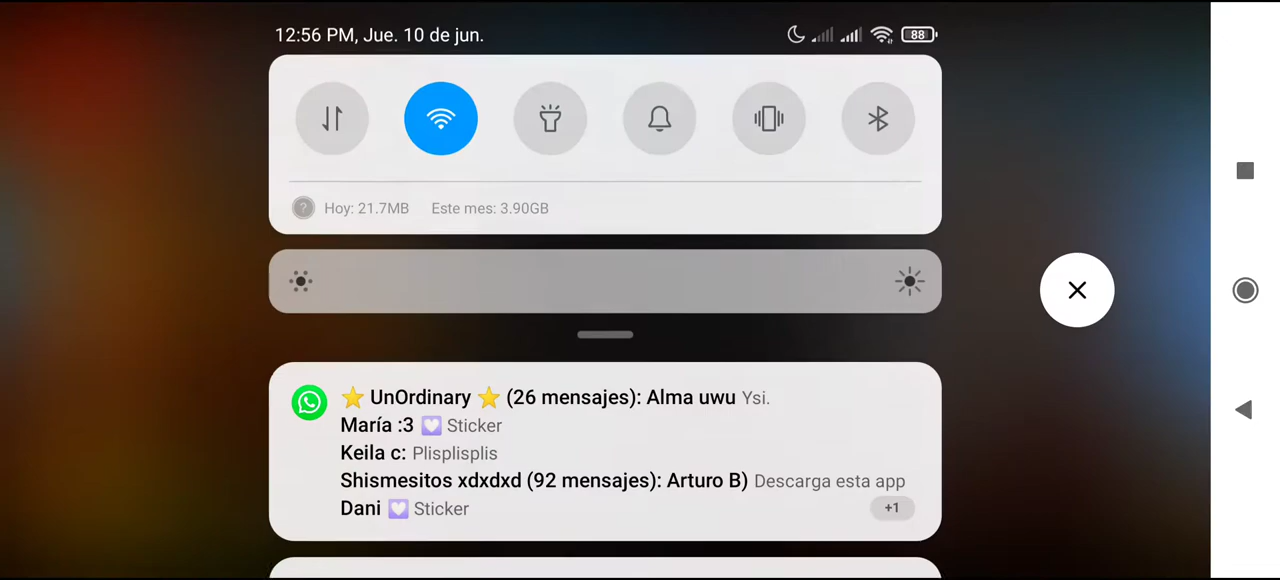 12:56 PM, Jue. 10 de jun. 88
Hoy: 21.7MB Este mes: 3.90GB
⭐ UnOrdinary ⭐ (26 mensajes): Alma uwu Ysi.
María :3 💟 Sticker
Keila c: Plisplisplis
Shismesitos xdxdxd (92 mensajes): Arturo B) Descarga esta app
Dani 💟 Sticker +1